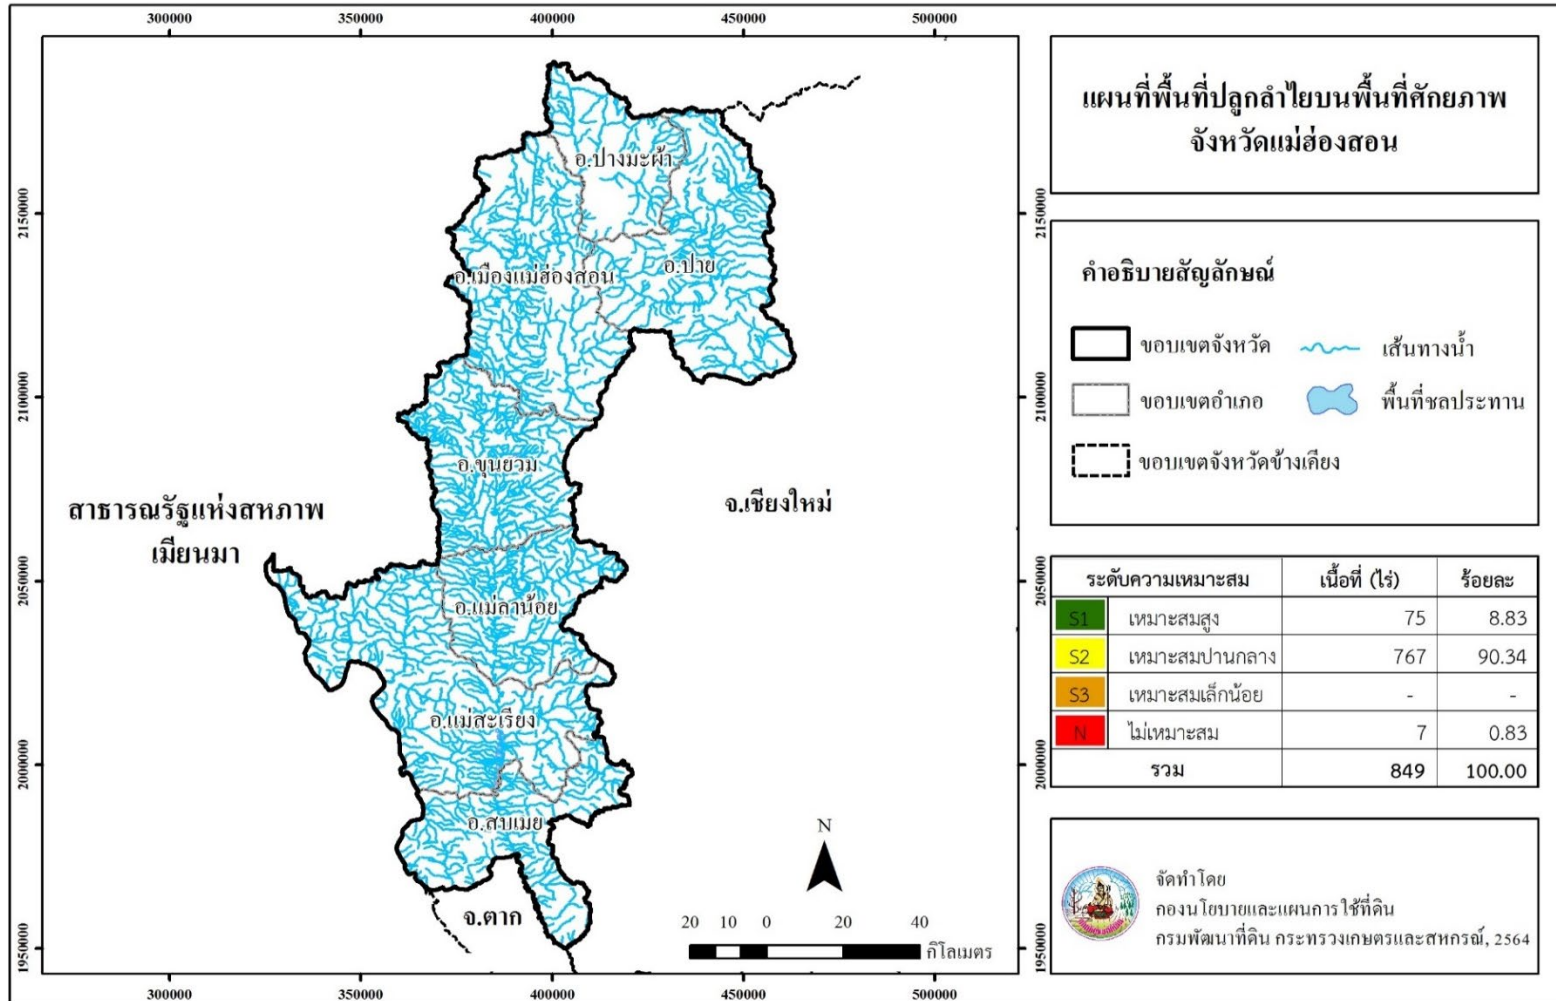 300000 350000 400000 450000 500000
แผนที่พื้นที่ปลูกลำไยบนพื้นที่ศักยภาพ
จังหวัดแม่ฮ่องสอน
อ.ปางมะผ้า
2150000 2150000
อ.ปาย
อ.เมืองแม่ฮ่องสอน
คำอธิบายสัญลักษณ์
ขอบเขตจังหวัด เส้นทางน้ำ
2100000 2100000
ขอบเขตอำเภอ พื้นที่ชลประทาน
ขอบเขตจังหวัดข้างเคียง
อ.ขุนยวม
จ.เชียงใหม่
สาธารณรัฐแห่งสหภาพ
เมียนมา
2050000 2050000
อ.แม่ลาน้อย
ระดับความเหมาะสม เนื้อที่ (ไร่) ร้อยละ
S1 เหมาะสมสูง 75 8.83
S2 เหมาะสมปานกลาง 767 90.34
S3 เหมาะสมเล็กน้อย - -
N ไม่เหมาะสม 7 0.83
รวม 849 100.00
อ.แม่สะเรียง
2000000 2000000
อ.สบเมย
N
จ.ตาก
20 10 0 20 40
กิโลเมตร
1950000 1950000
จัดทำโดย
กองนโยบายและแผนการใช้ที่ดิน
กรมพัฒนาที่ดิน กระทรวงเกษตรและสหกรณ์, 2564
300000 350000 400000 450000 500000